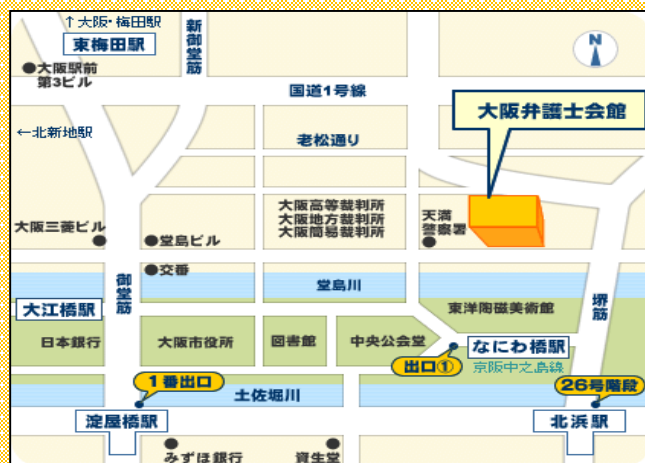 ↑大阪・梅田駅
東梅田駅
新御堂筋
N
●大阪駅前
第3ビル
国道1号線
大阪弁護士会館
←北新地駅
老松通り
大阪高等裁判所
大阪地方裁判所
大阪簡易裁判所
天満
警察署
大阪三菱ビル
堂島ビル
交番
御堂筋
堂島川
堺筋
大江橋駅
東洋陶磁美術館
日本銀行
大阪市役所
図書館
中央公会堂
なにわ橋駅
出口①
京阪中之島線
1番出口
土佐堀川
26号階段
淀屋橋駅
北浜駅
みずほ銀行
資生堂